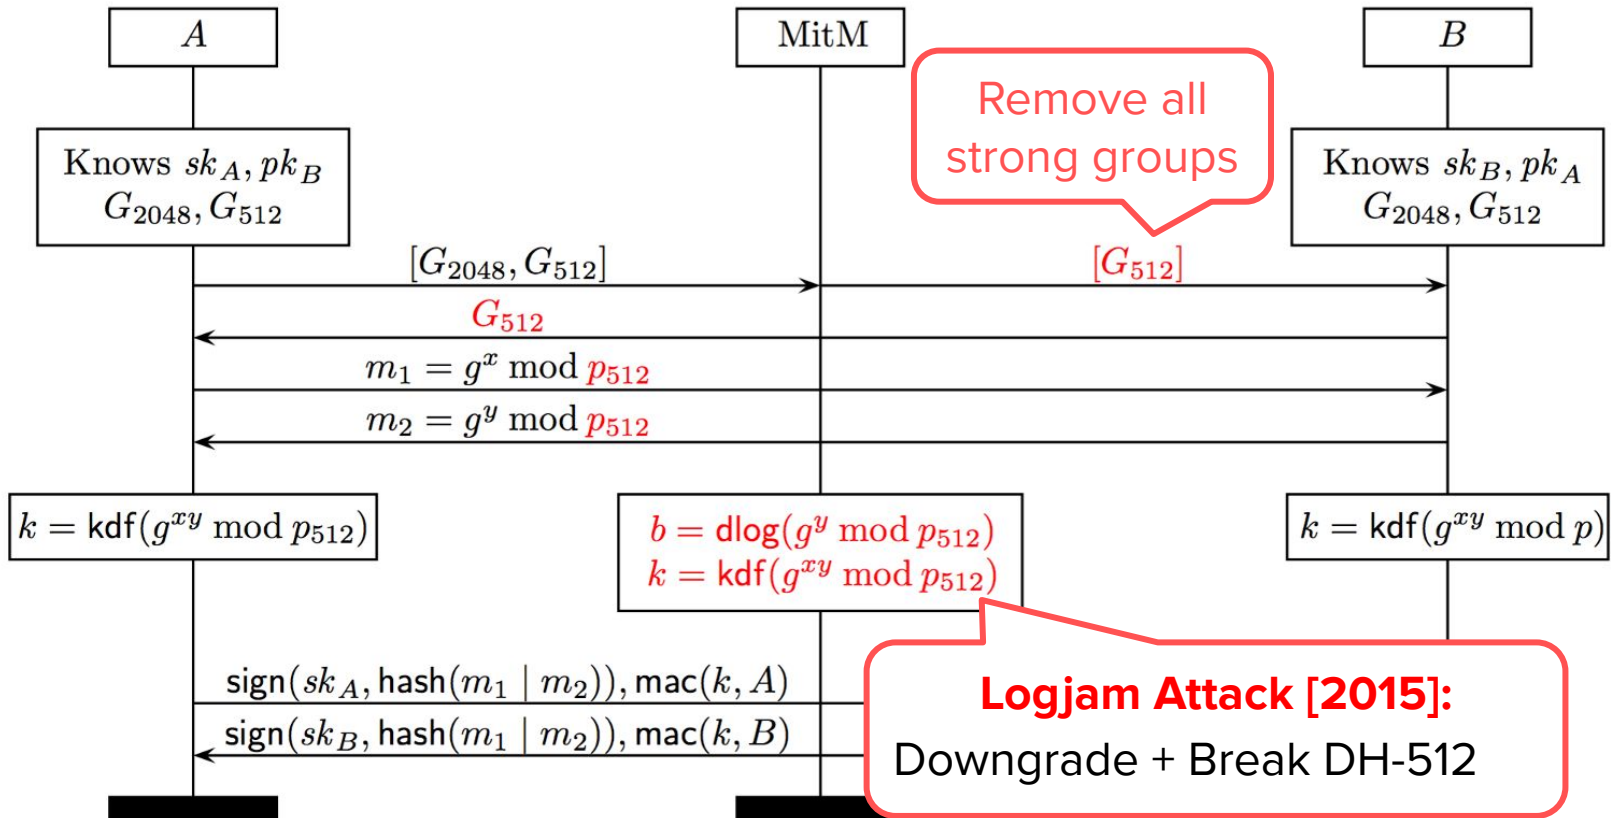 A
MitM
B
Remove all
strong groups
Knows sk_A, pk_B
G_2048, G_512
Knows sk_B, pk_A
G_2048, G_512
[G_2048, G_512]
[G_512]
G_512
m_1 = g^x mod p_512
m_2 = g^y mod p_512
k = kdf(g^xy mod p_512)
b = dlog(g^y mod p_512)
k = kdf(g^xy mod p_512)
k = kdf(g^xy mod p)
sign(sk_A, hash(m_1 | m_2)), mac(k, A)
sign(sk_B, hash(m_1 | m_2)), mac(k, B)
Logjam Attack [2015]:
Downgrade + Break DH-512